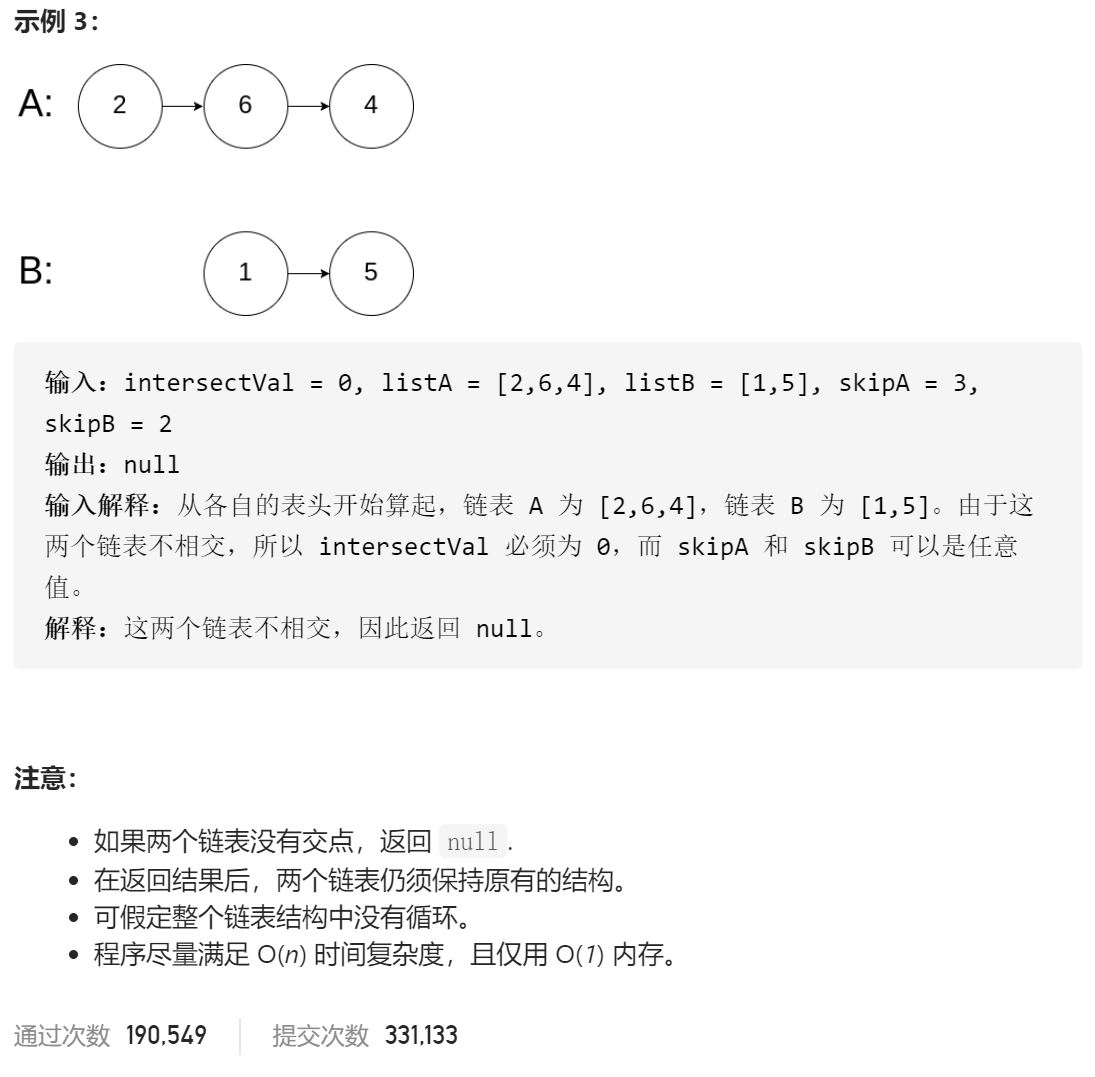 示例 3：
A: 2 6 4
B: 1 5
输入：intersectVal = 0, listA = [2,6,4], listB = [1,5], skipA = 3,
skipB = 2
输出：null
输入解释：从各自的表头开始算起，链表 A 为 [2,6,4]，链表 B 为 [1,5]。由于这
两个链表不相交，所以 intersectVal 必须为 0，而 skipA 和 skipB 可以是任意
值。
解释：这两个链表不相交，因此返回 null。
注意：
• 如果两个链表没有交点，返回 null.
• 在返回结果后，两个链表仍须保持原有的结构。
• 可假定整个链表结构中没有循环。
• 程序尽量满足 O(n) 时间复杂度，且仅用 O(1) 内存。
通过次数 190,549 提交次数 331,133